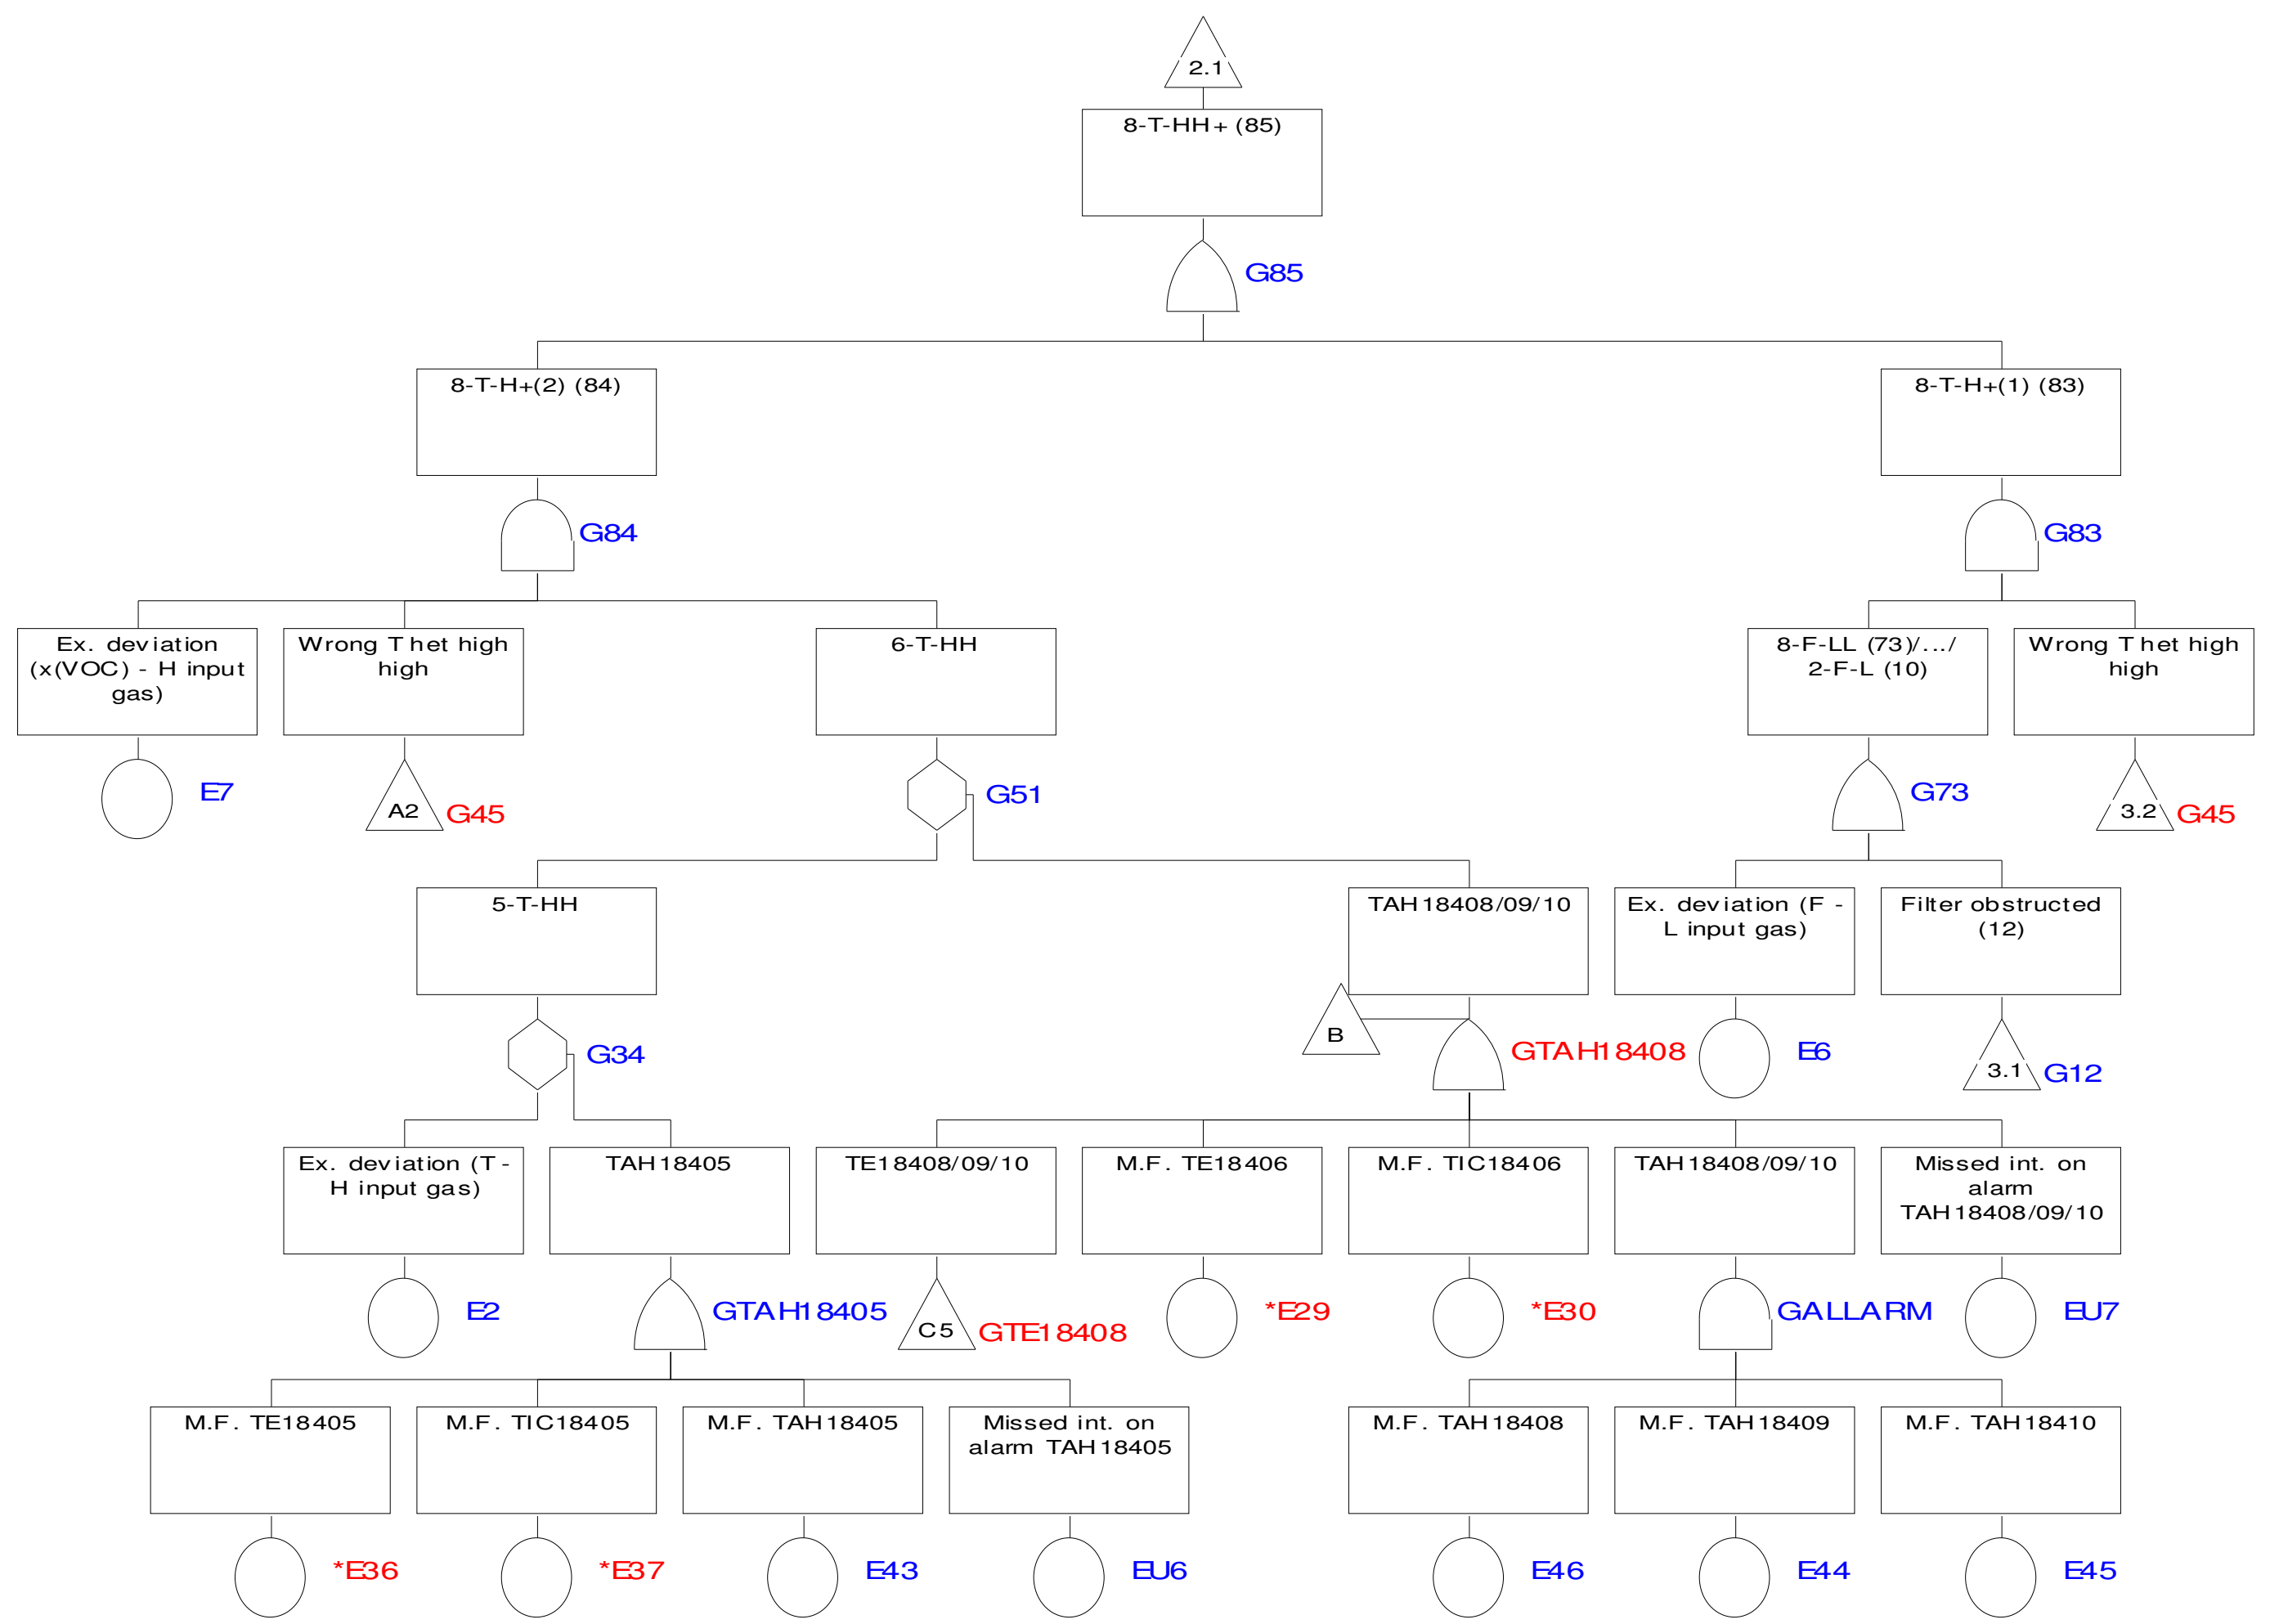 2.1
8-T-HH+ (85)
G85
8-T-H+(2) (84)
8-T-H+(1) (83)
G84
G83
Ex. deviation
(x(VOC) - H input
gas)
Wrong Thet high
high
6-T-HH
8-F-LL (73)/.../
2-F-L (10)
Wrong Thet high
high
E7
A2
G45
G51
G73
3.2
G45
5-T-HH
TAH18408/09/10
Ex. deviation (F -
L input gas)
Filter obstructed
(12)
G34
B
GTAH18408
E6
3.1
G12
Ex. deviation (T -
H input gas)
TAH18405
TE18408/09/10
M.F. TE18406
M.F. TIC18406
TAH18408/09/10
Missed int. on
alarm
TAH18408/09/10
E2
GTAH18405
C5
GTE18408
*E29
*E30
GALLARM
EU7
M.F. TE18405
M.F. TIC18405
M.F. TAH18405
Missed int. on
alarm TAH18405
M.F. TAH18408
M.F. TAH18409
M.F. TAH18410
*E36
*E37
E43
EU6
E46
E44
E45